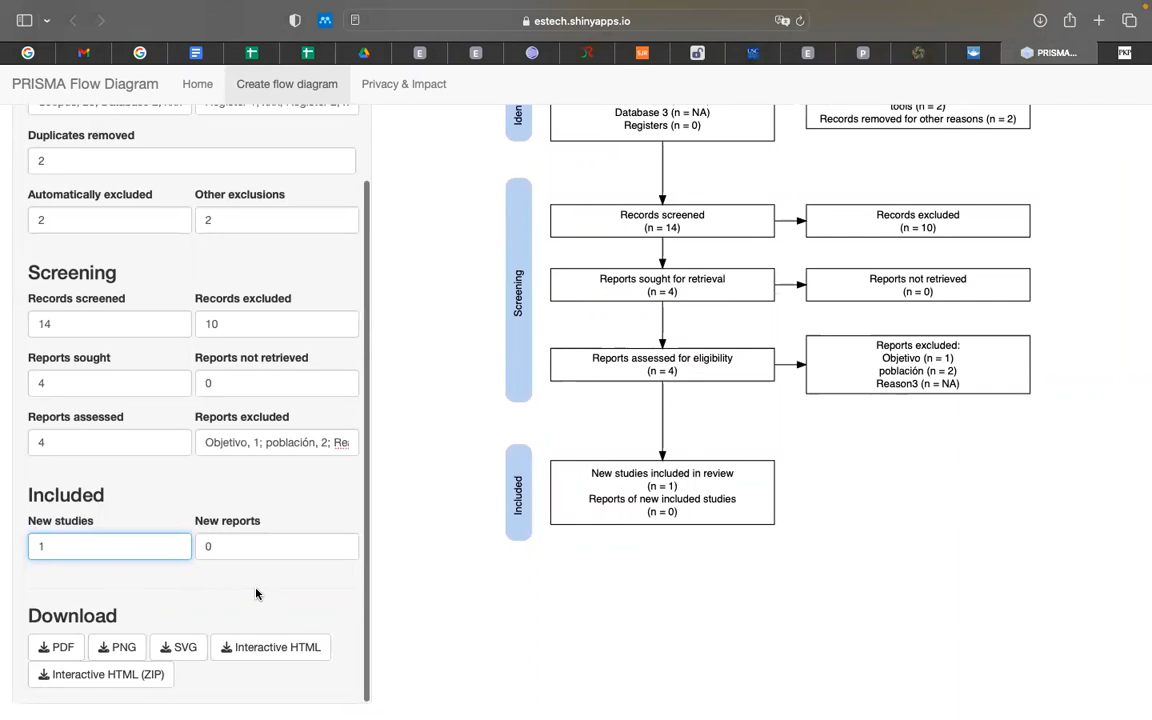 estech.shinyapps.io
PRISMA...
PRISMA Flow Diagram
Home
Create flow diagram
Privacy & Impact
Duplicates removed
2
Automatically excluded
Other exclusions
2
2
Screening
Records screened
Records excluded
14
10
Reports sought
Reports not retrieved
4
0
Reports assessed
Reports excluded
4
Objetivo, 1; población, 2; Rea
Included
New studies
New reports
1
0
Download
PDF
PNG
SVG
Interactive HTML
Interactive HTML (ZIP)
Database 3 (n = NA)
Registers (n = 0)
tools (n = 2)
Records removed for other reasons (n = 2)
Screening
Records screened
(n = 14)
Records excluded
(n = 10)
Reports sought for retrieval
(n = 4)
Reports not retrieved
(n = 0)
Reports assessed for eligibility
(n = 4)
Reports excluded:
Objetivo (n = 1)
población (n = 2)
Reason3 (n = NA)
Included
New studies included in review
(n = 1)
Reports of new included studies
(n = 0)